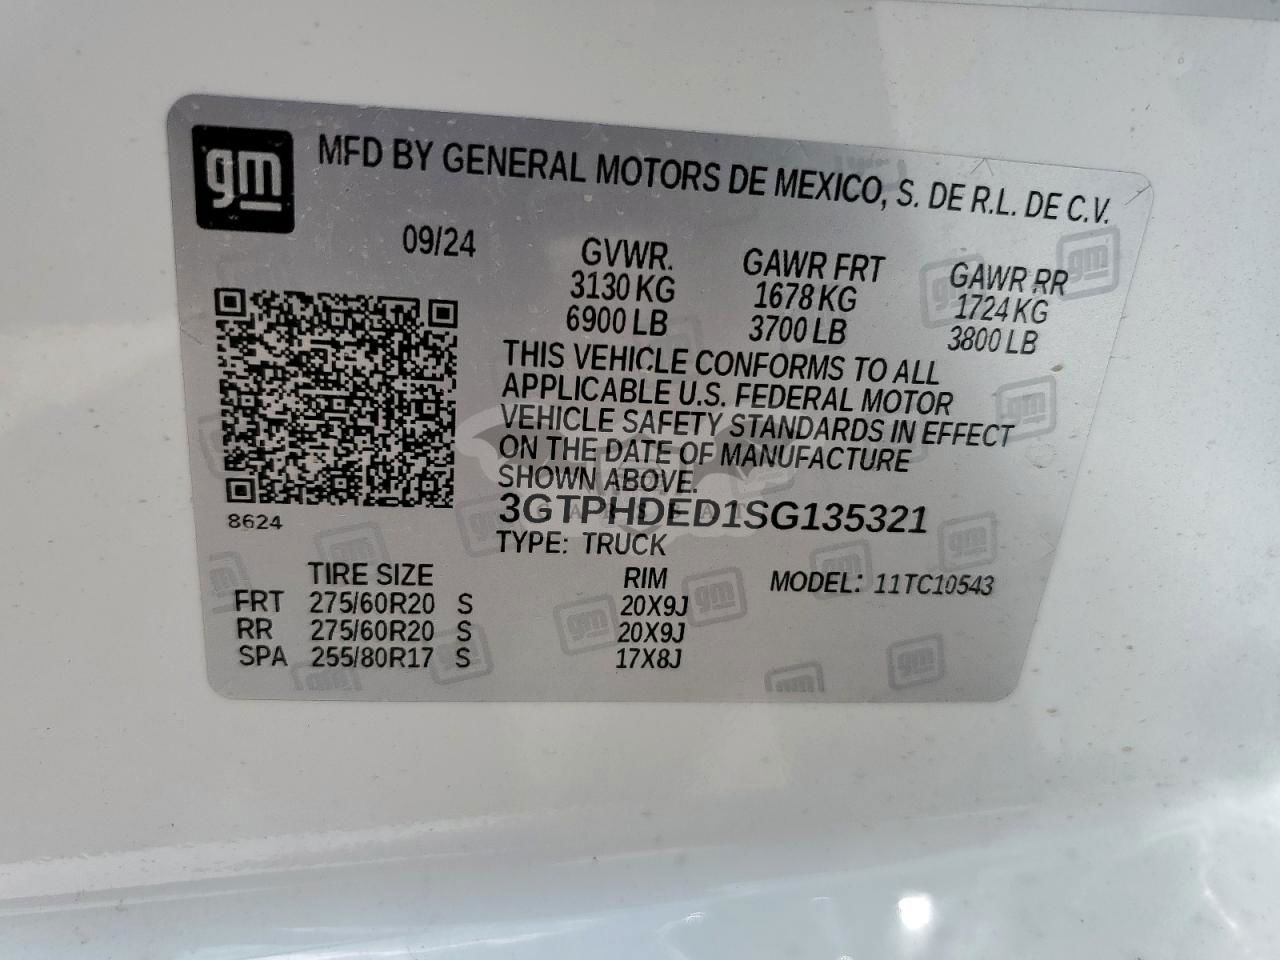 gm
MFD BY GENERAL MOTORS DE MEXICO, S. DE R.L. DE C.V.
09/24 GVWR. GAWR FRT GAWR RR
3130 KG 1678 KG 1724 KG
6900 LB 3700 LB 3800 LB
THIS VEHICLE CONFORMS TO ALL
APPLICABLE U.S. FEDERAL MOTOR
VEHICLE SAFETY STANDARDS IN EFFECT
ON THE DATE OF MANUFACTURE
SHOWN ABOVE.
3GTPHDED1SG135321
8624
TYPE: TRUCK
TIRE SIZE RIM MODEL: 11TC10543
FRT 275/60R20 S 20X9J
RR 275/60R20 S 20X9J
SPA 255/80R17 S 17X8J